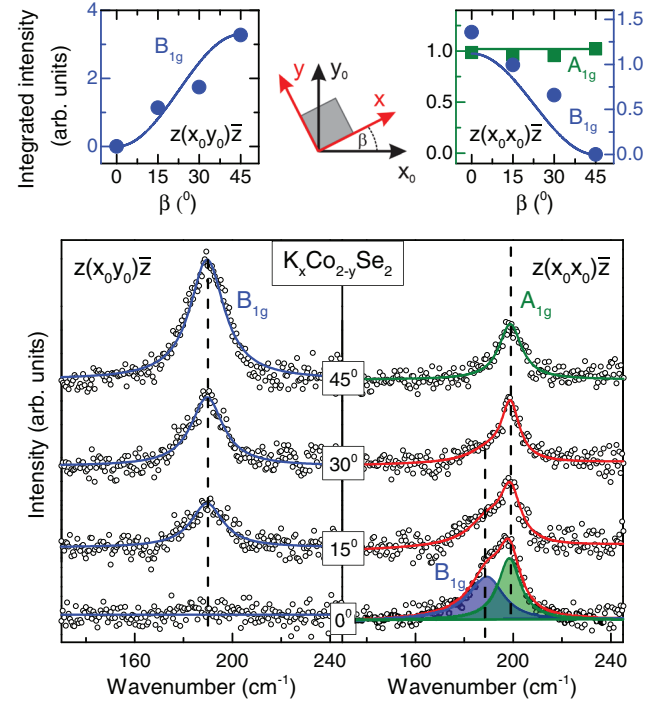 Integrated intensity
(arb. units)
4
2
0
B1g
z(x0y0)z̅
0 15 30 45
β (⁰)
y
y0
x
β
x0
1.0
0.5
0.0
A1g
B1g
z(x0x0)z̅
1.5
1.0
0.5
0.0
0 15 30 45
β (⁰)
z(x0y0)z̅
KxCo2-ySe2
z(x0x0)z̅
B1g
A1g
45⁰
30⁰
15⁰
B1g
0⁰
Intensity (arb. units)
160 200 240
160 200 240
Wavenumber (cm⁻¹)
Wavenumber (cm⁻¹)